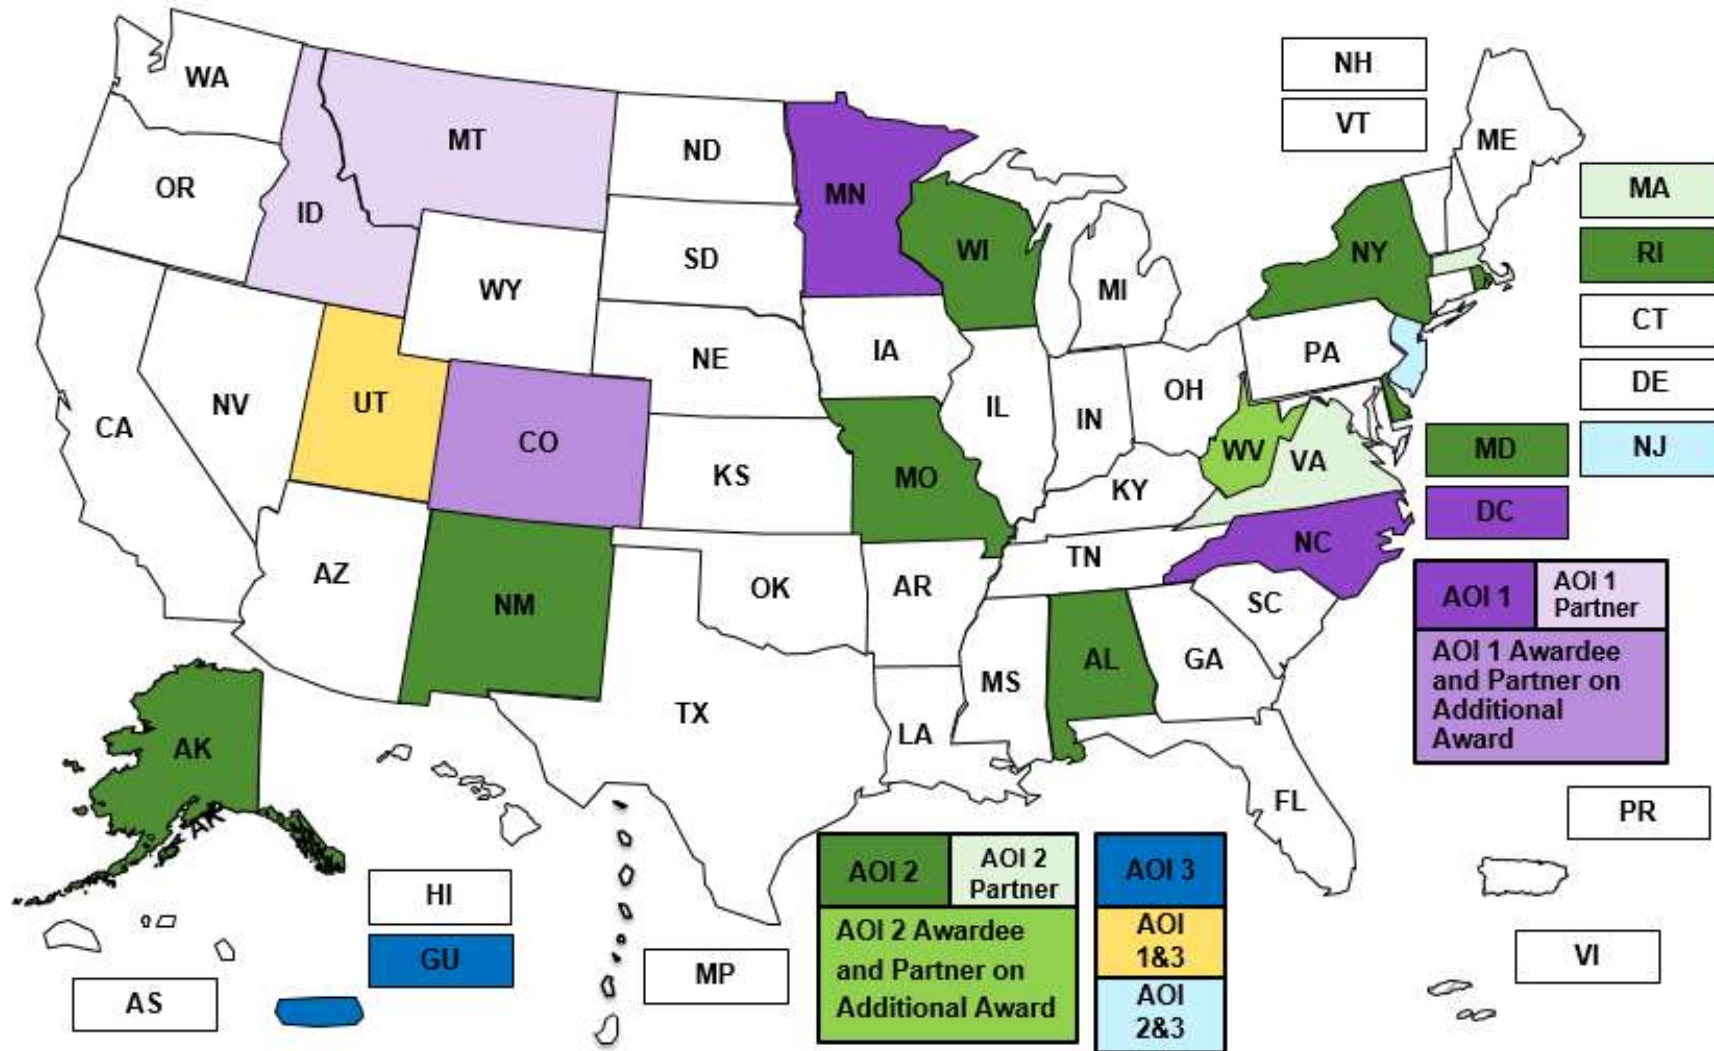 WA
OR
CA
NV
ID
MT
WY
UT
CO
AZ
NM
ND
SD
NE
KS
OK
TX
MN
IA
MO
AR
LA
WI
IL
MI
IN
OH
KY
TN
MS
AL
GA
FL
SC
NC
VA
WV
PA
NY
ME
NH
VT
MA
RI
CT
DE
NJ
MD
DC
AOI 1
AOI 1
Partner
AOI 1 Awardee
and Partner on
Additional
Award
AK
AK
HI
GU
AS
MP
AOI 2
AOI 2
Partner
AOI 2 Awardee
and Partner on
Additional Award
AOI 3
AOI
1&3
AOI
2&3
PR
VI